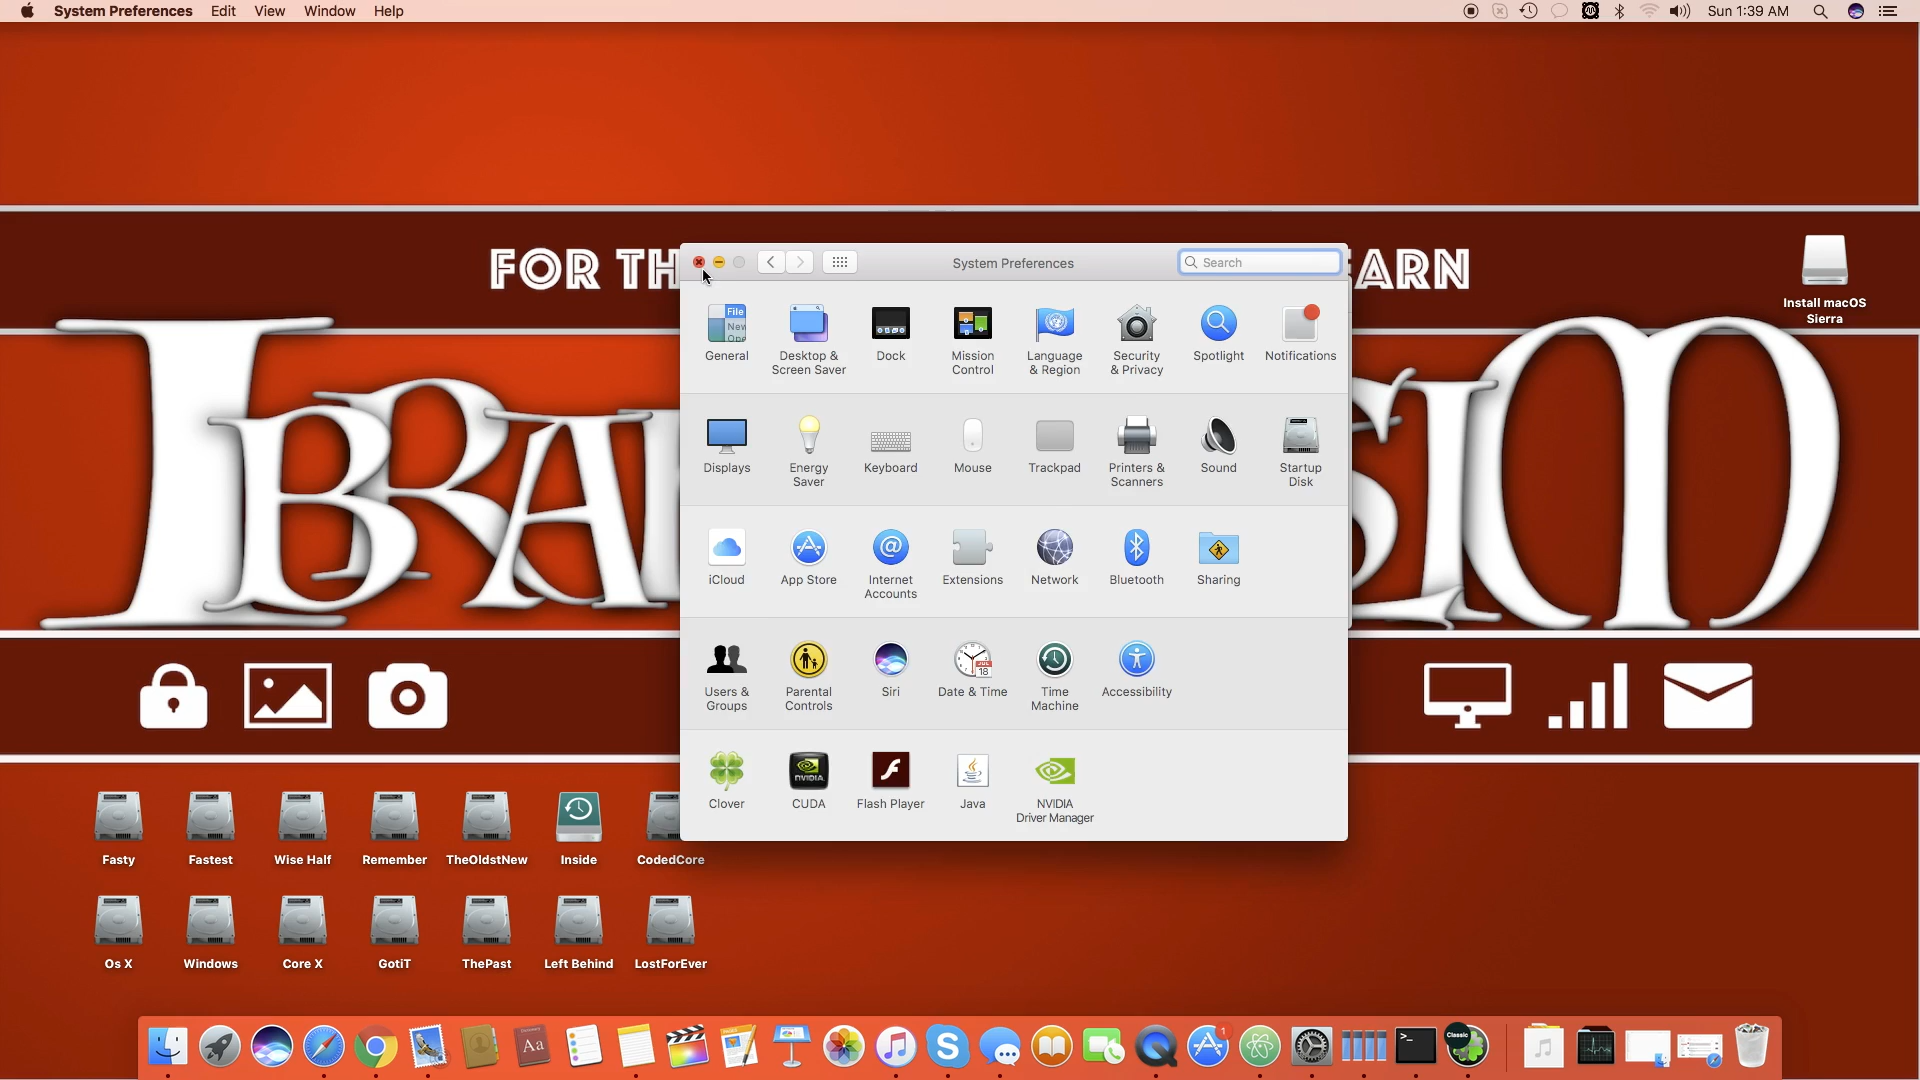 System Preferences Edit View Window Help
Sun 1:39 AM
FOR TH
ARN
System Preferences
Search
Install macOS
Sierra
General
Desktop &
Screen Saver
Dock
Mission
Control
Language
& Region
Security
& Privacy
Spotlight
Notifications
IBRA
SIM
Displays
Energy
Saver
Keyboard
Mouse
Trackpad
Printers &
Scanners
Sound
Startup
Disk
iCloud
App Store
Internet
Accounts
Extensions
Network
Bluetooth
Sharing
Users &
Groups
Parental
Controls
Siri
Date & Time
Time
Machine
Accessibility
Clover
CUDA
Flash Player
Java
NVIDIA
Driver Manager
Fasty
Fastest
Wise Half
Remember
TheOldstNew
Inside
CodedCore
Os X
Windows
Core X
GotiT
ThePast
Left Behind
LostForEver